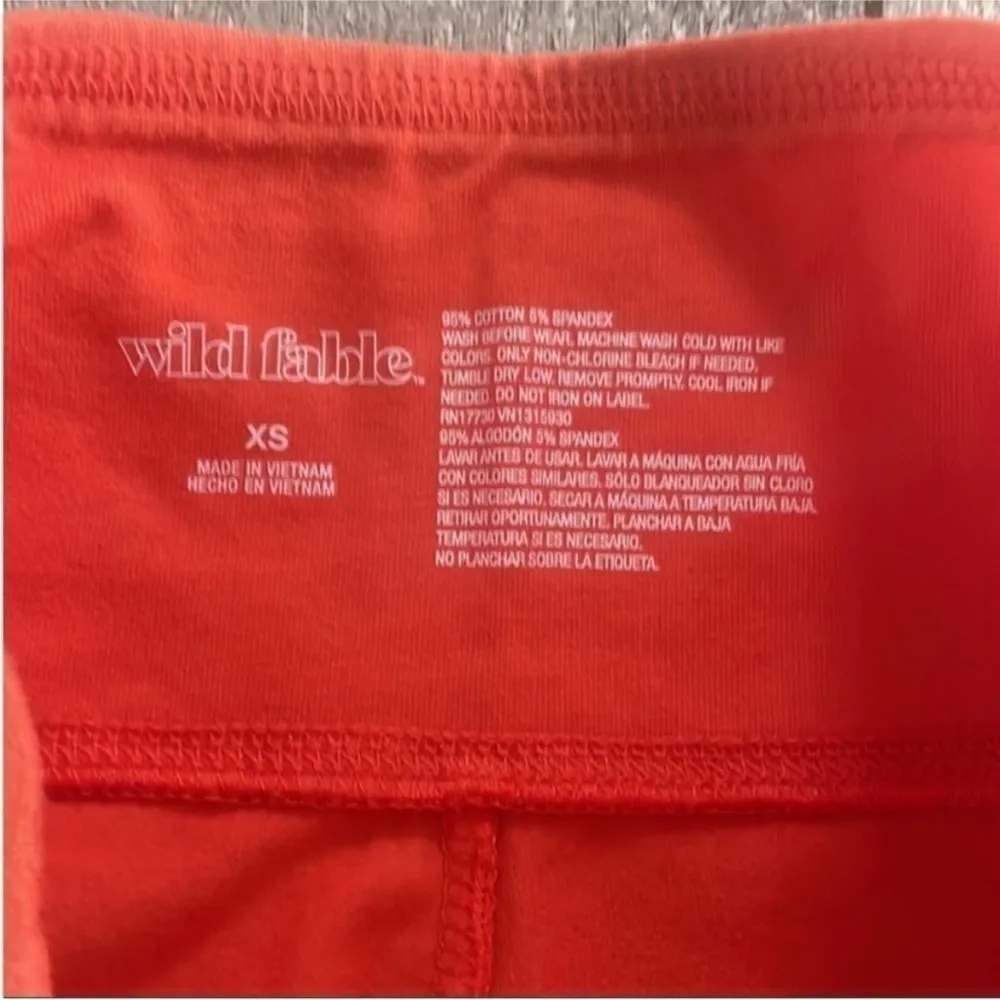 wild fable™
XS
MADE IN VIETNAM
HECHO EN VIETNAM
95% COTTON 5% SPANDEX
WASH BEFORE WEAR. MACHINE WASH COLD WITH LIKE
COLORS. ONLY NON-CHLORINE BLEACH IF NEEDED.
TUMBLE DRY LOW. REMOVE PROMPTLY. COOL IRON IF
NEEDED. DO NOT IRON ON LABEL.
RN17730 VN1315930
95% ALGODÓN 5% SPANDEX
LAVAR ANTES DE USAR. LAVAR A MÁQUINA CON AGUA FRÍA
CON COLORES SIMILARES. SÓLO BLANQUEADOR SIN CLORO
SI ES NECESARIO. SECAR A MÁQUINA A TEMPERATURA BAJA.
RETIRAR OPORTUNAMENTE. PLANCHAR A BAJA
TEMPERATURA SI ES NECESARIO.
NO PLANCHAR SOBRE LA ETIQUETA.